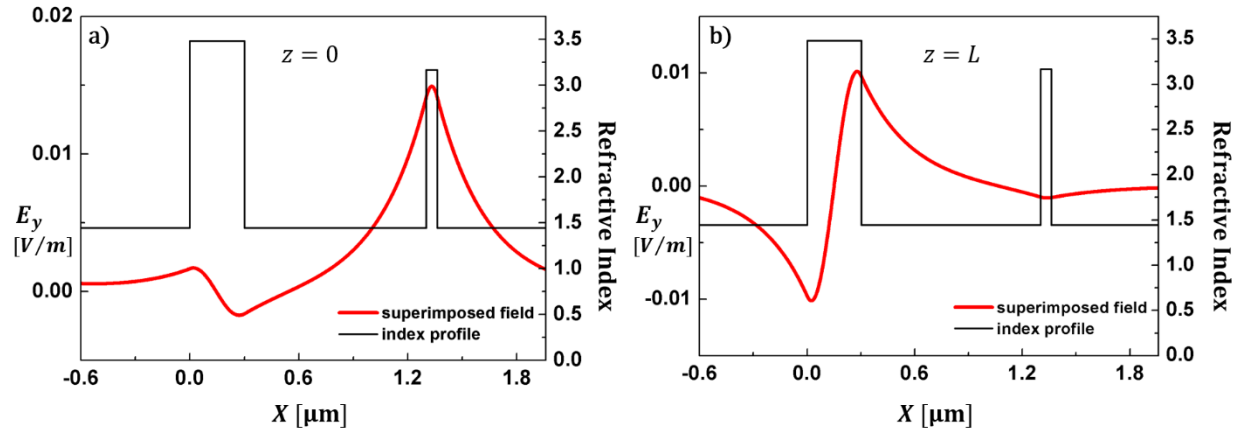 a)
z = 0
0.02
0.01
0.00
E_y
[V/m]
3.5
3.0
2.5
2.0
1.5
1.0
0.5
0.0
Refractive Index
superimposed field
index profile
-0.6
0.0
0.6
1.2
1.8
X [μm]
b)
z = L
0.01
0.00
E_y
[V/m]
-0.01
3.5
3.0
2.5
2.0
1.5
1.0
0.5
0.0
Refractive Index
superimposed field
index profile
-0.6
0.0
0.6
1.2
1.8
X [μm]